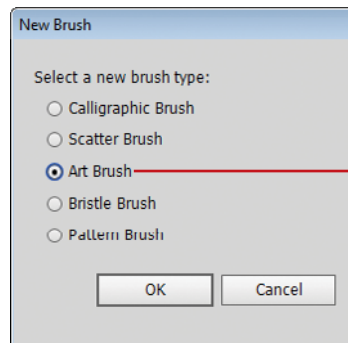 New Brush
Select a new brush type:
Calligraphic Brush
Scatter Brush
Art Brush
Bristle Brush
Pattern Brush
OK Cancel